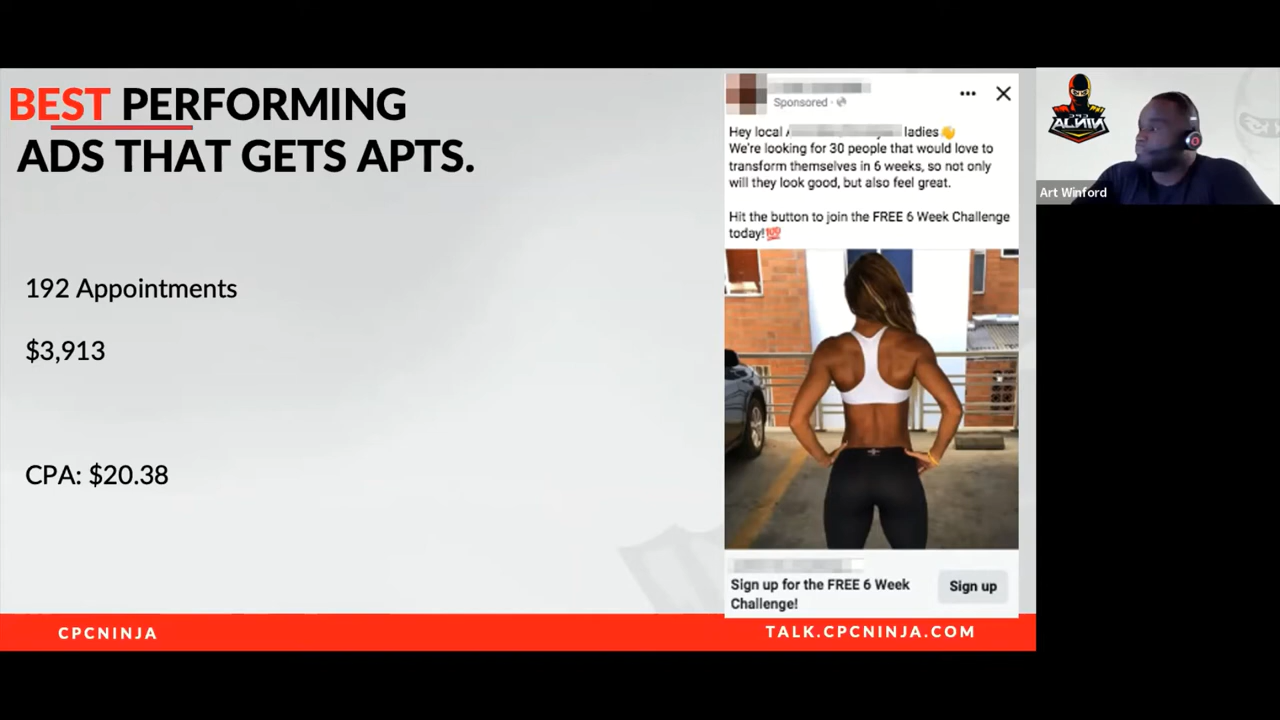 BEST PERFORMING
ADS THAT GETS APTS.
192 Appointments
$3,913
CPA: $20.38
Sponsored ·
Hey local ladies👋
We're looking for 30 people that would love to
transform themselves in 6 weeks, so not only
will they look good, but also feel great.
Hit the button to join the FREE 6 Week Challenge
today!💯
Sign up for the FREE 6 Week
Challenge!
Sign up
CPCNINJA
TALK.CPCNINJA.COM
CPC
NINJA
Art Winford